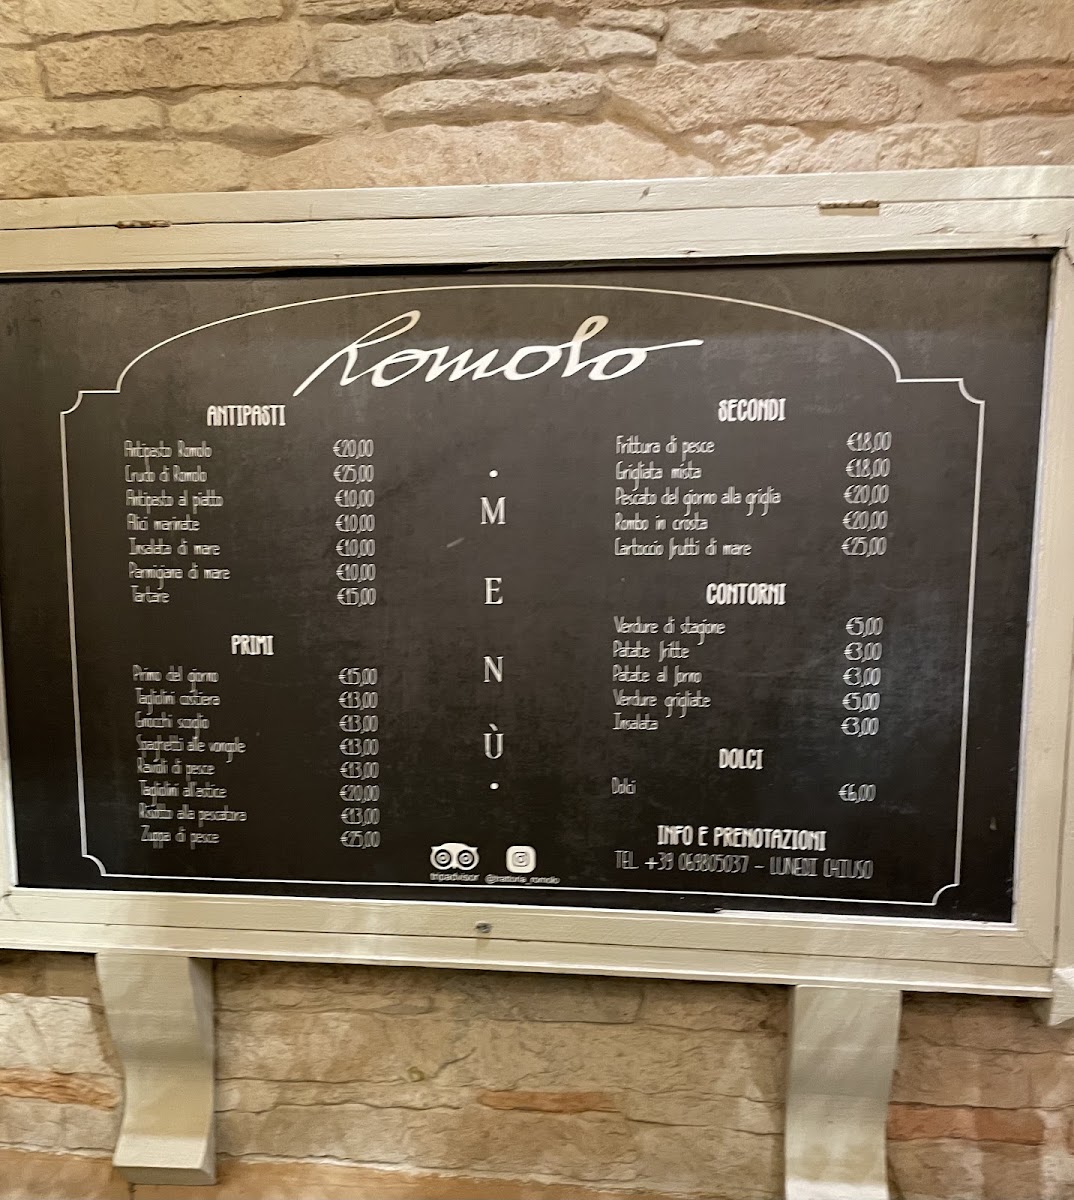 Romolo
ANTIPASTI
Antipasto Romolo €20,00
Crudo di Romolo €25,00
Antipasto al piatto €10,00
Alici marinate €10,00
Insalata di mare €10,00
Parmigiana di mare €10,00
Tartare €15,00
PRIMI
Primo del giorno €15,00
Tagliolini costiera €13,00
Gnocchi scoglio €13,00
Spaghetti alle vongole €13,00
Ravioli di pesce €13,00
Tagliolini all'astice €20,00
Risotto alla pescatora €13,00
Zuppa di pesce €25,00
• M E N Ù •
SECONDI
Frittura di pesce €18,00
Grigliata mista €18,00
Pescato del giorno alla griglia €20,00
Rombo in crosta €20,00
Cartoccio frutti di mare €25,00
CONTORNI
Verdure di stagione €5,00
Patate fritte €3,00
Patate al forno €3,00
Verdure grigliate €5,00
Insalata €3,00
DOLCI
Dolci €6,00
INFO E PRENOTAZIONI
TEL. +39 069805037 - LUNEDI CHIUSO
tripadvisor @trattoria_romolo